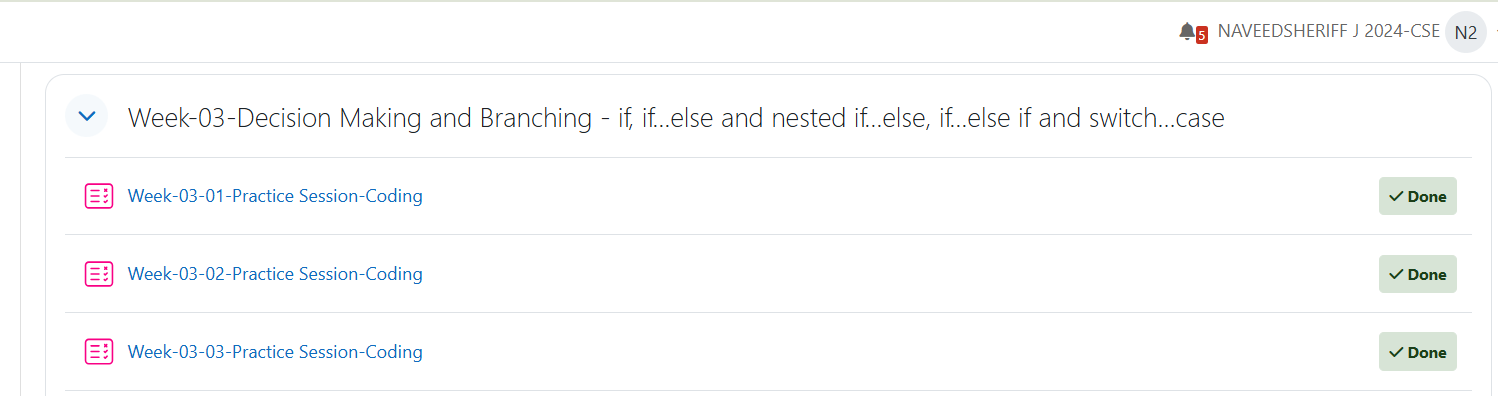 5 NAVEEDSHERIFF J 2024-CSE N2
Week-03-Decision Making and Branching - if, if...else and nested if...else, if...else if and switch...case
Week-03-01-Practice Session-Coding Done
Week-03-02-Practice Session-Coding Done
Week-03-03-Practice Session-Coding Done